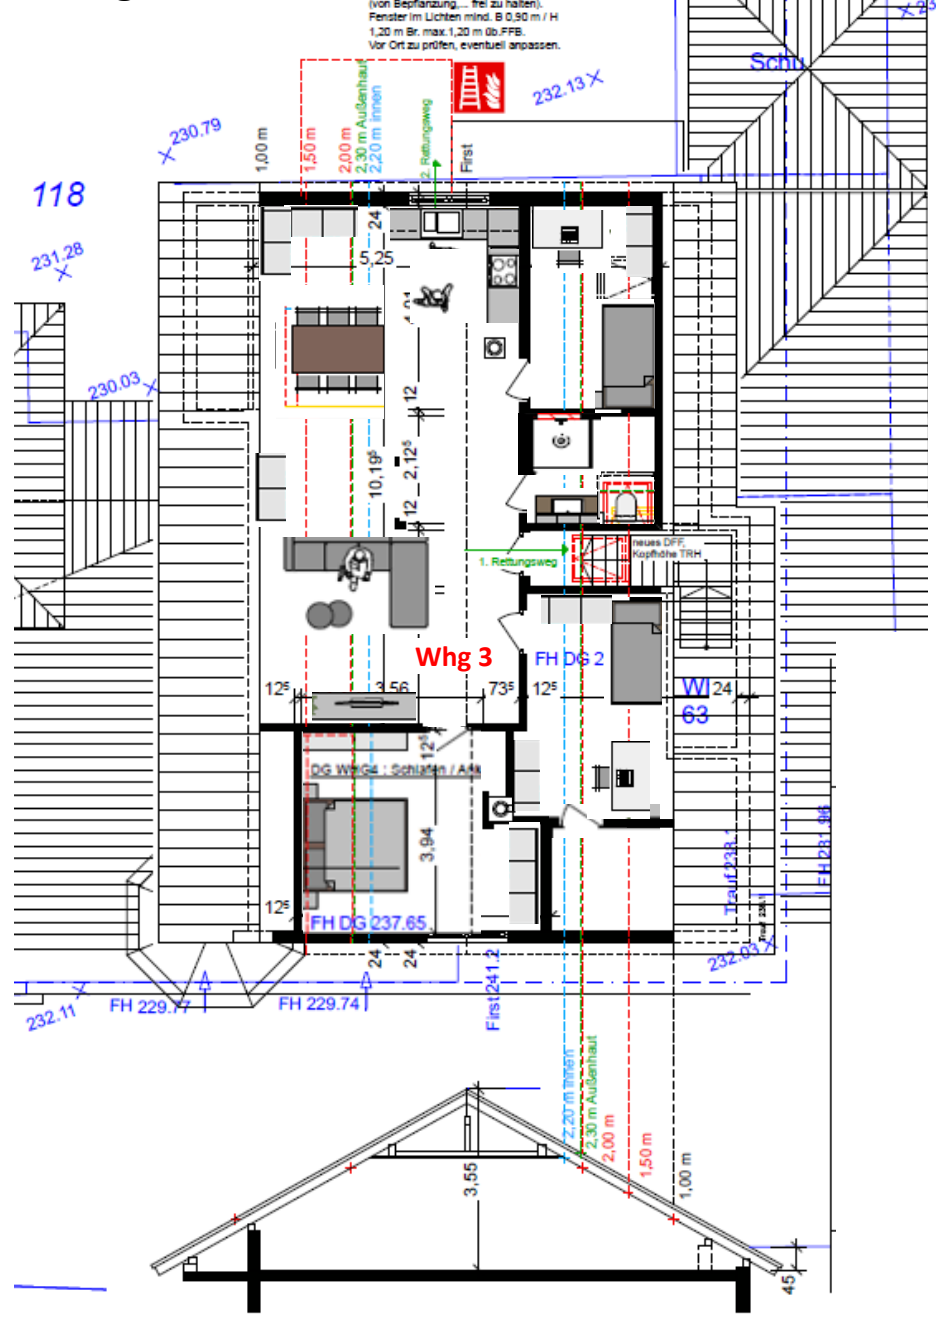 (von Bepflanzung,... frei zu halten).
Fenster im Lichten mind. B 0,90 m / H
1,20 m Br. max.1,20 m üb.FFB.
Vor Ort zu prüfen, eventuell anpassen.
Schu
232.13
230.79
1,00 m
1,50 m
2,00 m
2,30 m Außenhaut
2,20 m innen
2. Rettungsweg
First
118
231.28
24
5,25
230.03
12
10,19⁵
12
2,12⁵
1. Rettungsweg
neues DFF,
Kopfhöhe TRH
Whg 3
FH DG 2
12⁵
3,56
73⁵
12⁵
24
63
12⁵
DG WHG4 : Schlafen /
3,94
12⁵
FH DG 237.65
24
24
First 241.2
232.03
232.11
FH 229.77
FH 229.74
FH 231.96
2,20 m innen
2,30 m Außenhaut
2,00 m
1,50 m
1,00 m
3,55
45